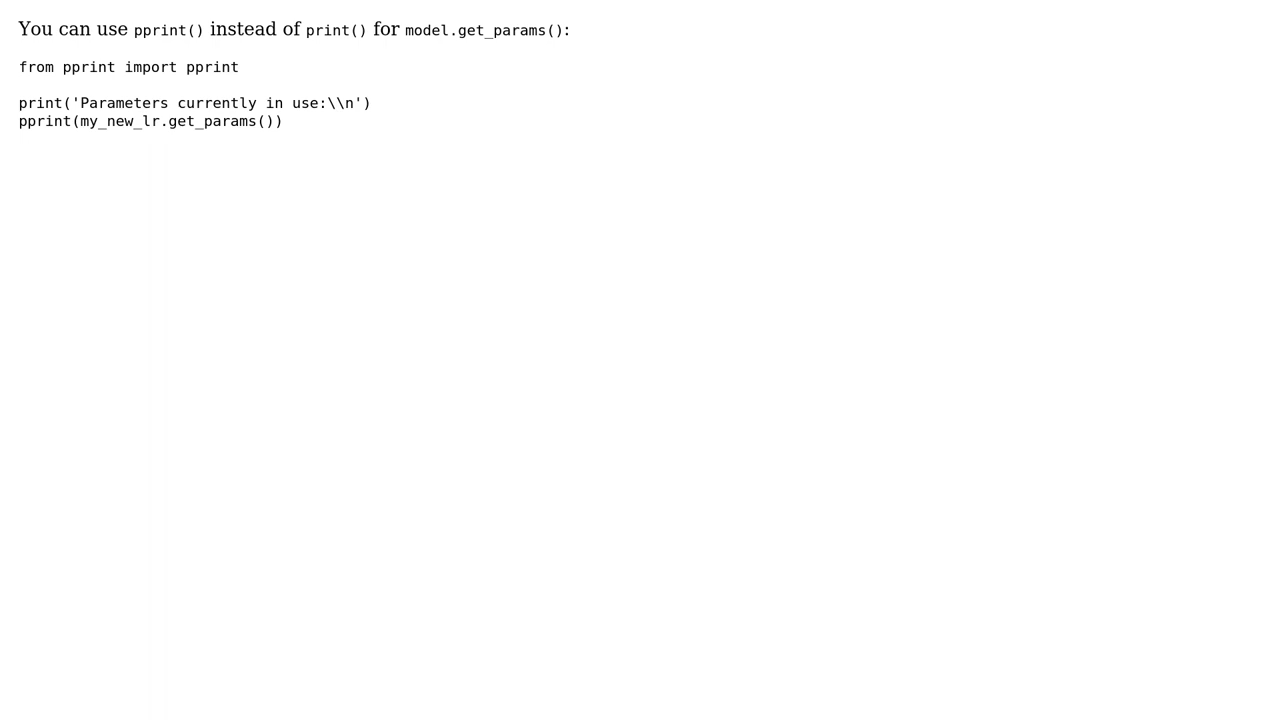 You can use pprint() instead of print() for model.get_params():
from pprint import pprint
print('Parameters currently in use:\\n')
pprint(my_new_lr.get_params())